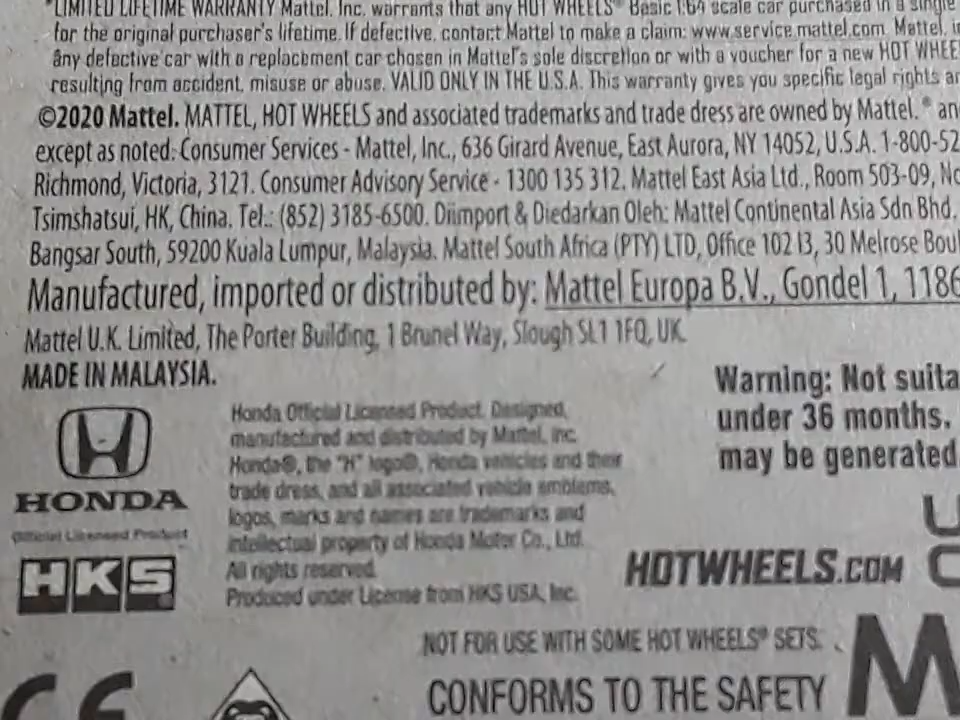 *LIMITED LIFETIME WARRANTY Mattel, Inc. warrants that any HOT WHEELS® Basic 1:64 scale car purchased in a single
for the original purchaser's lifetime. If defective, contact Mattel to make a claim: www.service.mattel.com. Mattel,
any defective car with a replacement car chosen in Mattel's sole discretion or with a voucher for a new HOT WHEE
resulting from accident, misuse or abuse. VALID ONLY IN THE U.S.A. This warranty gives you specific legal rights
©2020 Mattel. MATTEL, HOT WHEELS and associated trademarks and trade dress are owned by Mattel. ® an
except as noted. Consumer Services - Mattel, Inc., 636 Girard Avenue, East Aurora, NY 14052, U.S.A. 1-800-52
Richmond, Victoria, 3121. Consumer Advisory Service - 1300 135 312. Mattel East Asia Ltd., Room 503-09, No
Tsimshatsui, HK, China. Tel.: (852) 3185-6500. Diimport & Diedarkan Oleh: Mattel Continental Asia Sdn Bhd.
Bangsar South, 59200 Kuala Lumpur, Malaysia. Mattel South Africa (PTY) LTD, Office 102 I3, 30 Melrose Boul
Manufactured, imported or distributed by: Mattel Europa B.V., Gondel 1, 1186
Mattel U.K. Limited, The Porter Building, 1 Brunel Way, Slough SL1 1FQ, UK.
MADE IN MALAYSIA.
HONDA
Official Licensed Product
HKS
Honda Official Licensed Product. Designed,
manufactured and distributed by Mattel, Inc.
Honda®, the "H" logo®, Honda vehicles and their
trade dress, and all associated vehicle emblems,
logos, marks and names are trademarks and
intellectual property of Honda Motor Co., Ltd.
All rights reserved.
Produced under License from HKS USA, Inc.
Warning: Not suita
under 36 months.
may be generated
HOTWHEELS.COM
NOT FOR USE WITH SOME HOT WHEELS® SETS.
CONFORMS TO THE SAFETY
M
CE